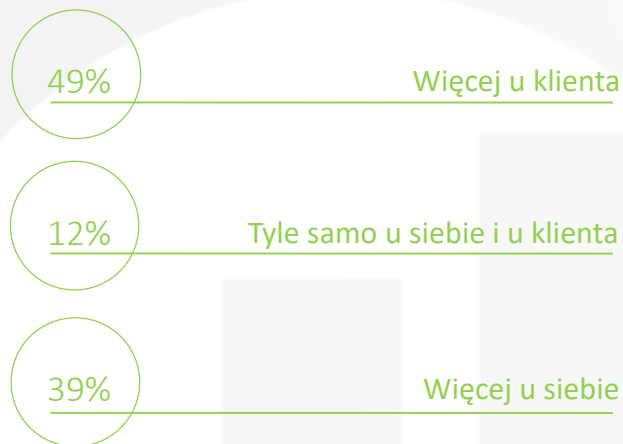 49% Więcej u klienta
12% Tyle samo u siebie i u klienta
39% Więcej u siebie